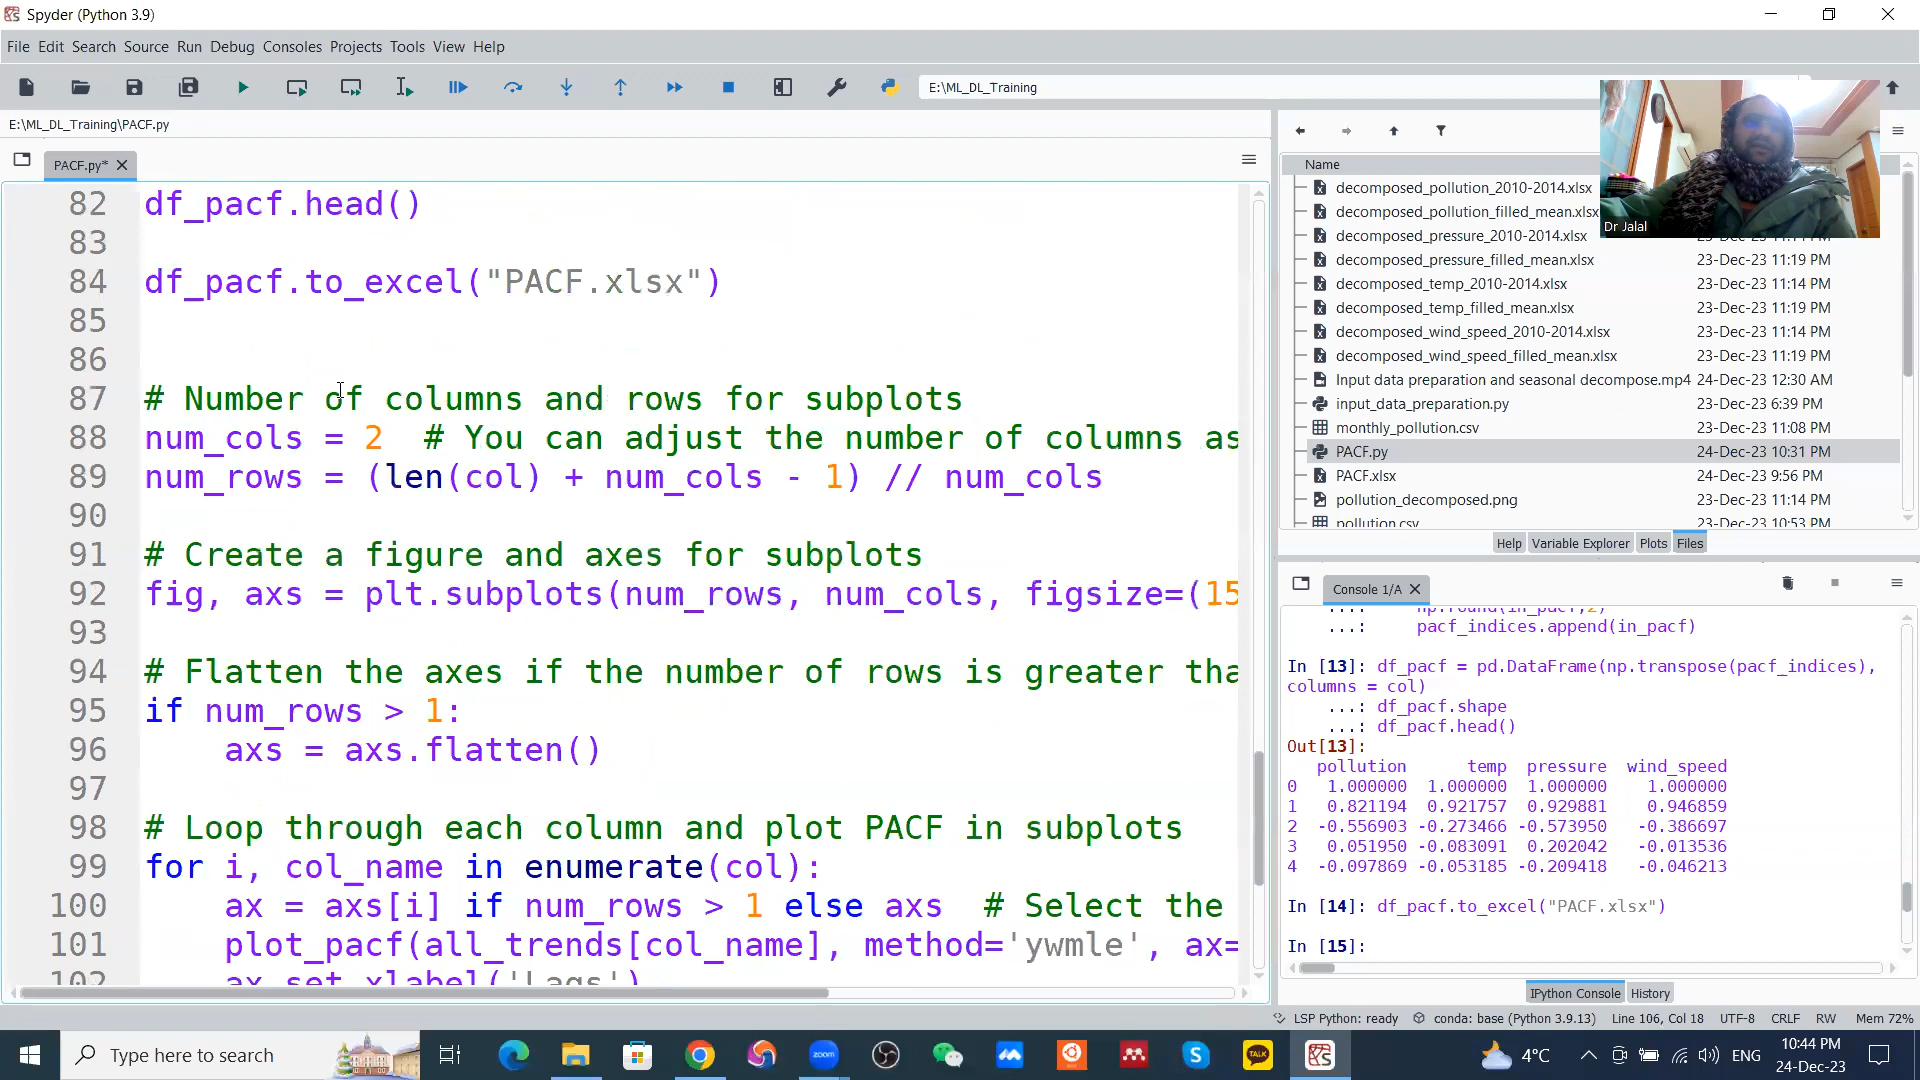 Spyder (Python 3.9)
File Edit Search Source Run Debug Consoles Projects Tools View Help
E:\ML_DL_Training
E:\ML_DL_Training\PACF.py
PACF.py*
82 df_pacf.head()
83
84 df_pacf.to_excel("PACF.xlsx")
85
86
87 # Number of columns and rows for subplots
88 num_cols = 2  # You can adjust the number of columns as
89 num_rows = (len(col) + num_cols - 1) // num_cols
90
91 # Create a figure and axes for subplots
92 fig, axs = plt.subplots(num_rows, num_cols, figsize=(15
93
94 # Flatten the axes if the number of rows is greater tha
95 if num_rows > 1:
96     axs = axs.flatten()
97
98 # Loop through each column and plot PACF in subplots
99 for i, col_name in enumerate(col):
100     ax = axs[i] if num_rows > 1 else axs  # Select the
101     plot_pacf(all_trends[col_name], method='ywmle', ax=
102     ax.set_xlabel('Lags')
Dr Jalal
Name
decomposed_pollution_2010-2014.xlsx
decomposed_pollution_filled_mean.xlsx
decomposed_pressure_2010-2014.xlsx
decomposed_pressure_filled_mean.xlsx 23-Dec-23 11:19 PM
decomposed_temp_2010-2014.xlsx 23-Dec-23 11:14 PM
decomposed_temp_filled_mean.xlsx 23-Dec-23 11:19 PM
decomposed_wind_speed_2010-2014.xlsx 23-Dec-23 11:14 PM
decomposed_wind_speed_filled_mean.xlsx 23-Dec-23 11:19 PM
Input data preparation and seasonal decompose.mp4 24-Dec-23 12:30 AM
input_data_preparation.py 23-Dec-23 6:39 PM
monthly_pollution.csv 23-Dec-23 11:08 PM
PACF.py 24-Dec-23 10:31 PM
PACF.xlsx 24-Dec-23 9:56 PM
pollution_decomposed.png 23-Dec-23 11:14 PM
pollution.csv 23-Dec-23 10:53 PM
Help Variable Explorer Plots Files
Console 1/A
...: np.round(in_pacf,2)
...: pacf_indices.append(in_pacf)
In [13]: df_pacf = pd.DataFrame(np.transpose(pacf_indices),
columns = col)
...: df_pacf.shape
...: df_pacf.head()
Out[13]:
pollution temp pressure wind_speed
0 1.000000 1.000000 1.000000 1.000000
1 0.821194 0.921757 0.929881 0.946859
2 -0.556903 -0.273466 -0.573950 -0.386697
3 0.051950 -0.083091 0.202042 -0.013536
4 -0.097869 -0.053185 -0.209418 -0.046213
In [14]: df_pacf.to_excel("PACF.xlsx")
In [15]:
IPython Console History
LSP Python: ready conda: base (Python 3.9.13) Line 106, Col 18 UTF-8 CRLF RW Mem 72%
Type here to search
zoom
TALK
4°C
ENG
10:44 PM
24-Dec-23